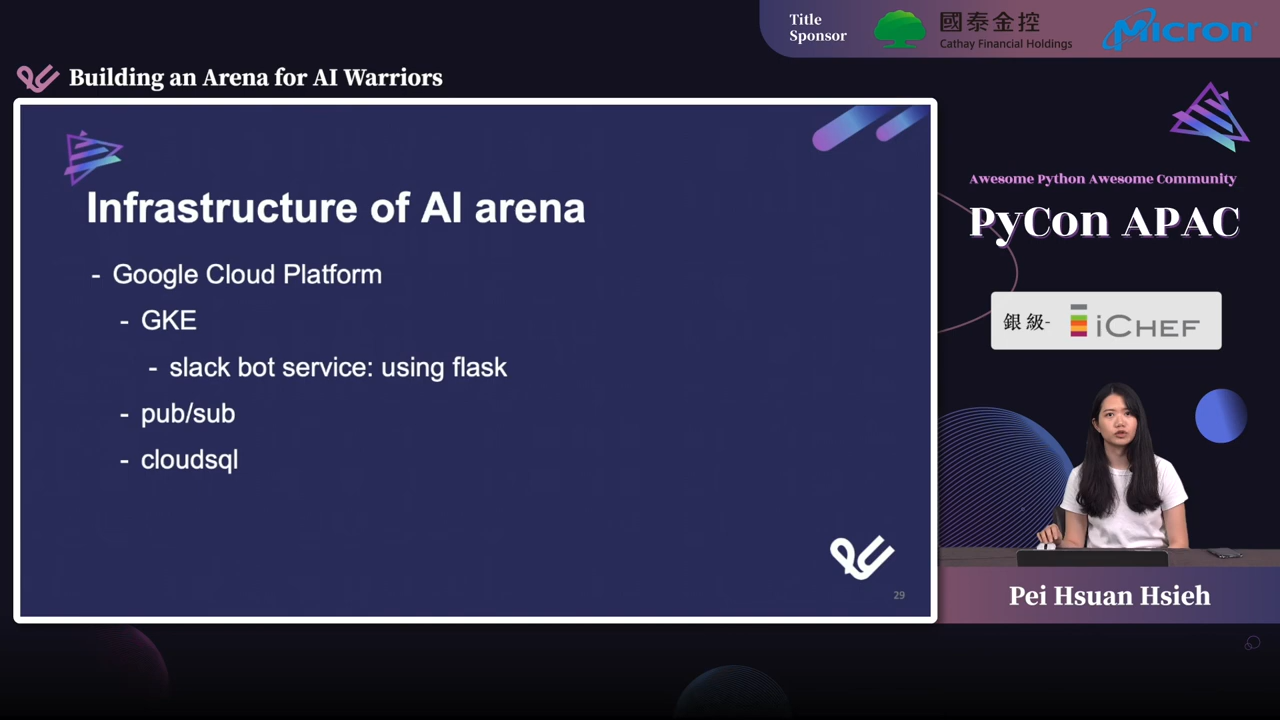 Title
Sponsor
國泰金控
Cathay Financial Holdings
Micron
Building an Arena for AI Warriors
Infrastructure of AI arena
- Google Cloud Platform
- GKE
- slack bot service: using flask
- pub/sub
- cloudsql
29
Awesome Python Awesome Community
PyCon APAC
銀級-
iCHEF
Pei Hsuan Hsieh